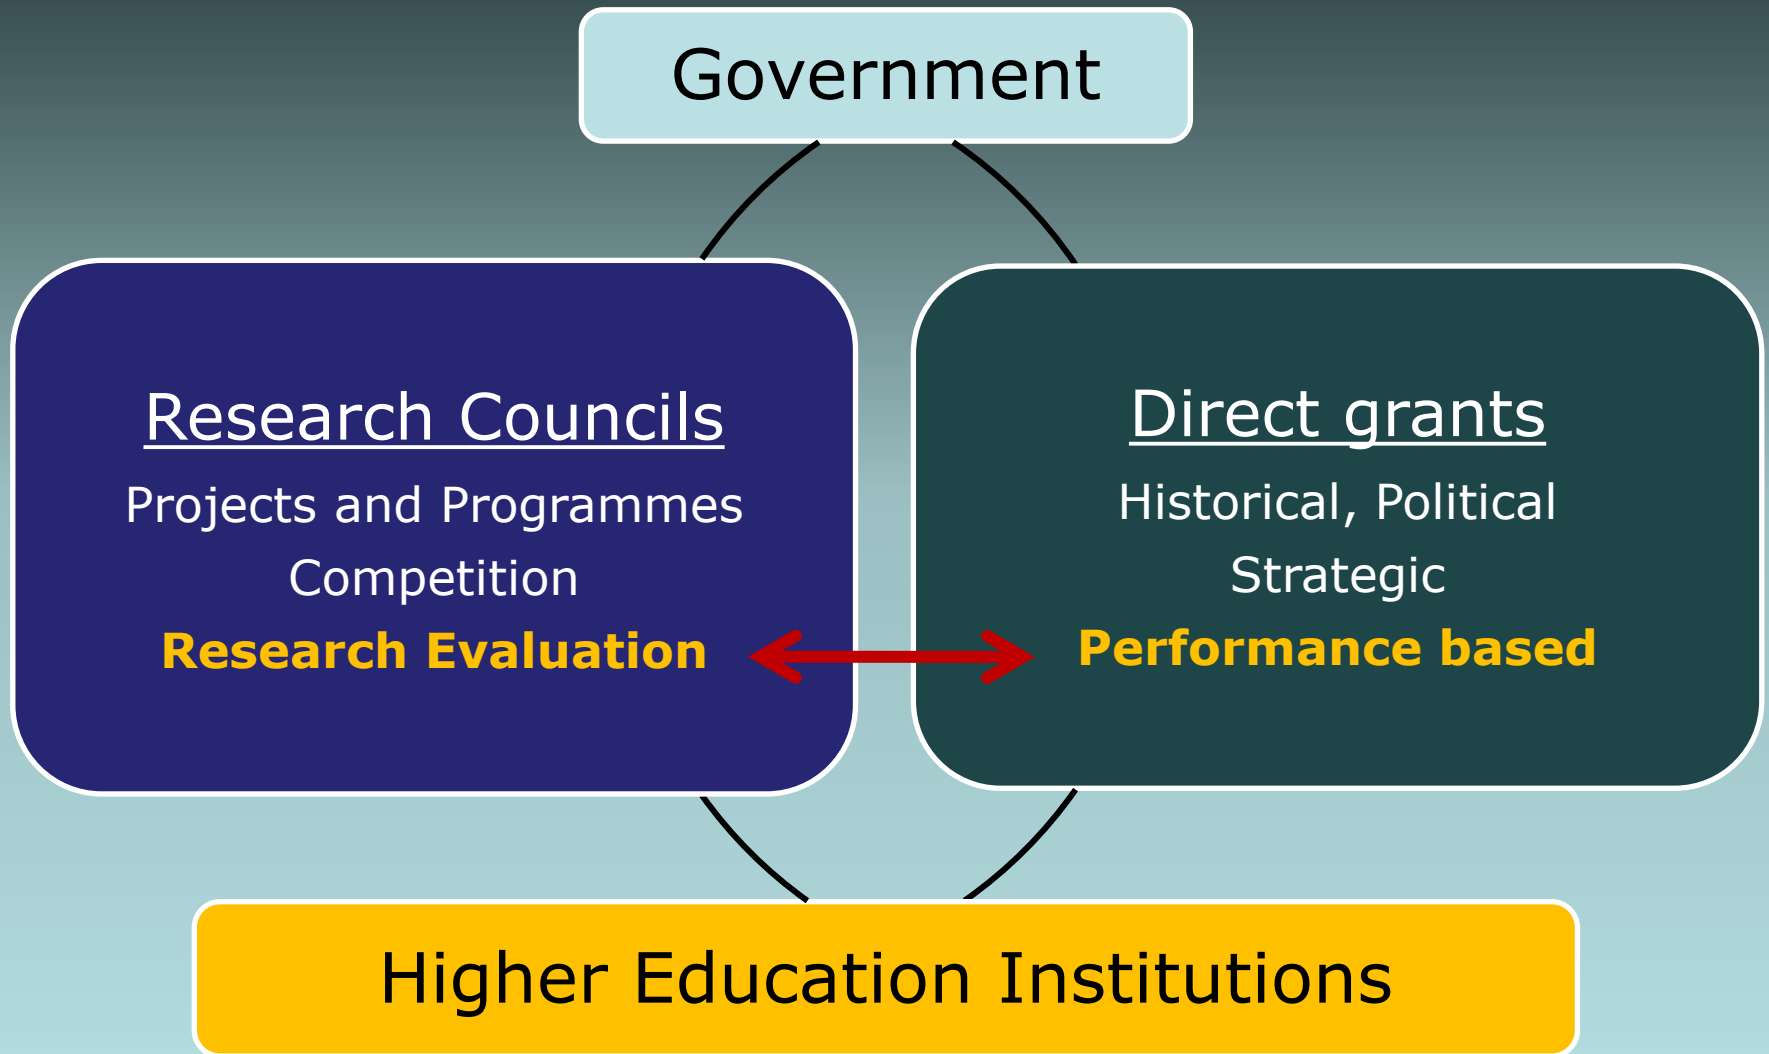 Government
Research Councils
Projects and Programmes
Competition
Research Evaluation
Direct grants
Historical, Political
Strategic
Performance based
Higher Education Institutions